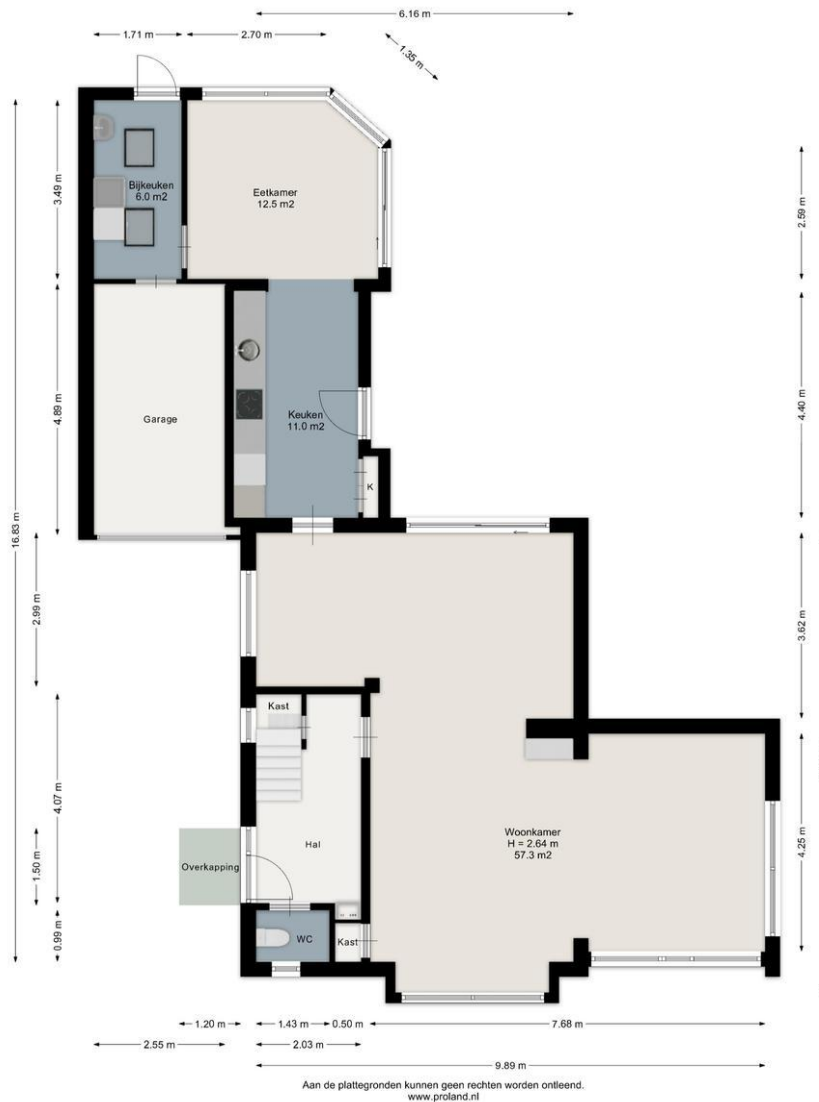 6.16 m
1.71 m
2.70 m
1.35 m
Bijkeuken
6.0 m2
Eetkamer
12.5 m2
3.49 m
2.59 m
Garage
Keuken
11.0 m2
K
4.89 m
4.40 m
16.83 m
2.99 m
3.62 m
Kast
4.07 m
Hal
Woonkamer
H = 2.64 m
57.3 m2
4.25 m
1.50 m
Overkapping
0.99 m
WC
Kast
1.20 m
1.43 m
0.50 m
7.68 m
2.55 m
2.03 m
9.89 m
Aan de plattegronden kunnen geen rechten worden ontleend.
www.proland.nl